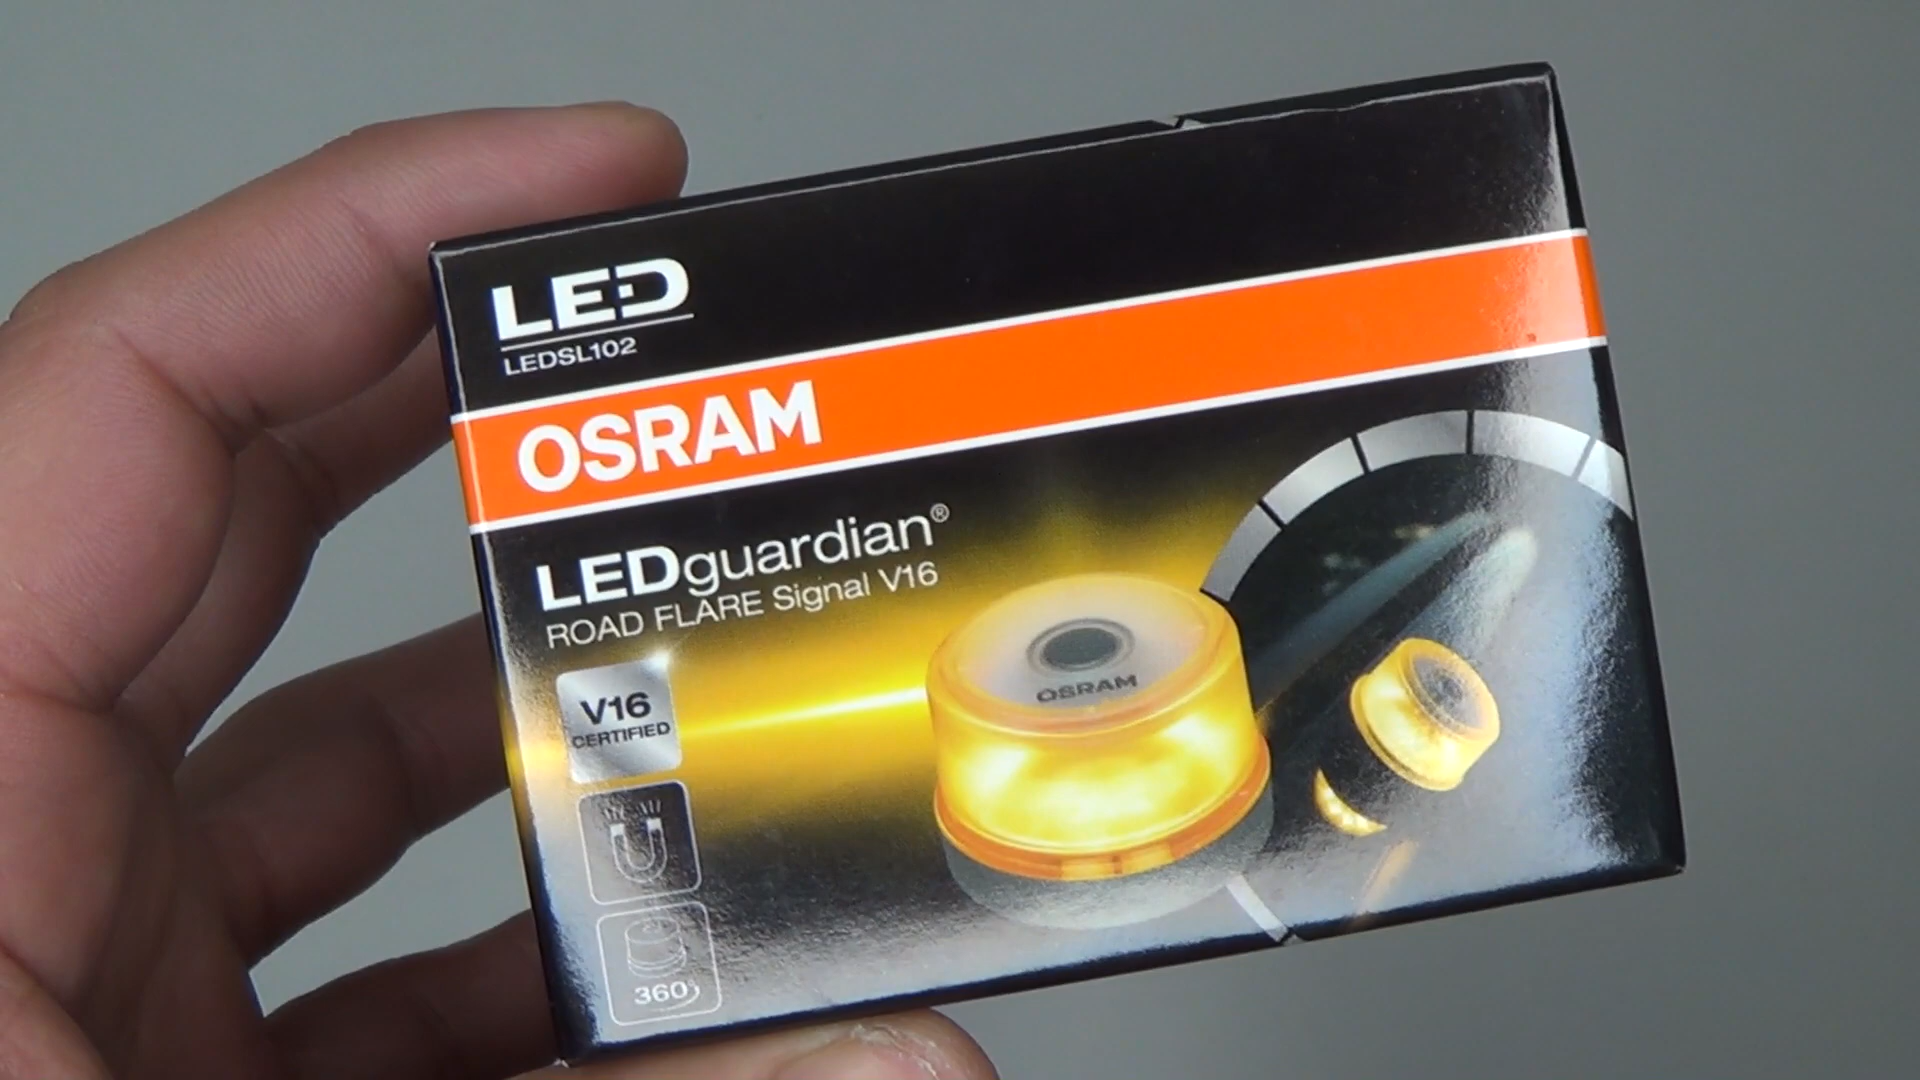 LED
LEDSL102
OSRAM
LEDguardian®
ROAD FLARE Signal V16
V16
CERTIFIED
360°
OSRAM